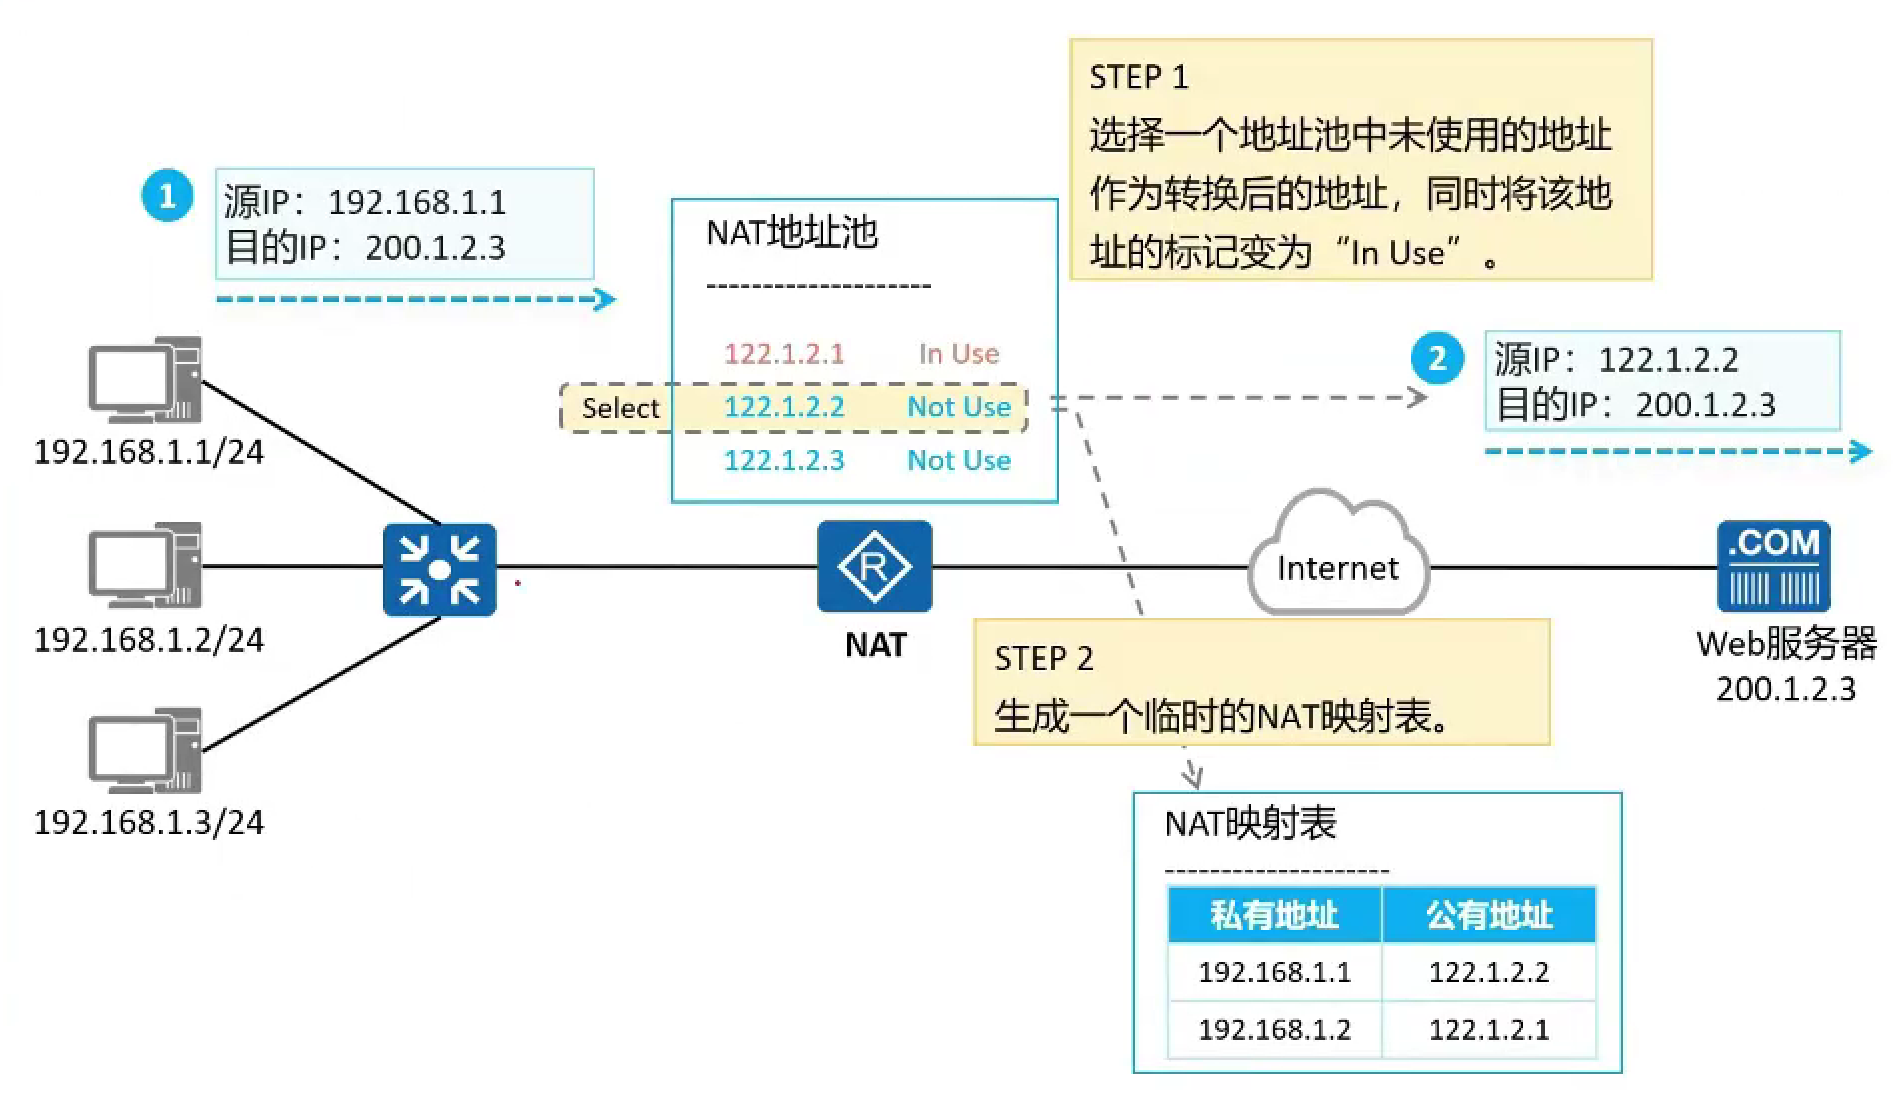 STEP 1
选择一个地址池中未使用的地址
作为转换后的地址，同时将该地
址的标记变为“In Use”。
1
源IP：192.168.1.1
目的IP：200.1.2.3
NAT地址池
--------------------
122.1.2.1 In Use
Select 122.1.2.2 Not Use
122.1.2.3 Not Use
2
源IP：122.1.2.2
目的IP：200.1.2.3
192.168.1.1/24
192.168.1.2/24
192.168.1.3/24
R
NAT
Internet
.COM
Web服务器
200.1.2.3
STEP 2
生成一个临时的NAT映射表。
NAT映射表
--------------------
私有地址 公有地址
192.168.1.1 122.1.2.2
192.168.1.2 122.1.2.1